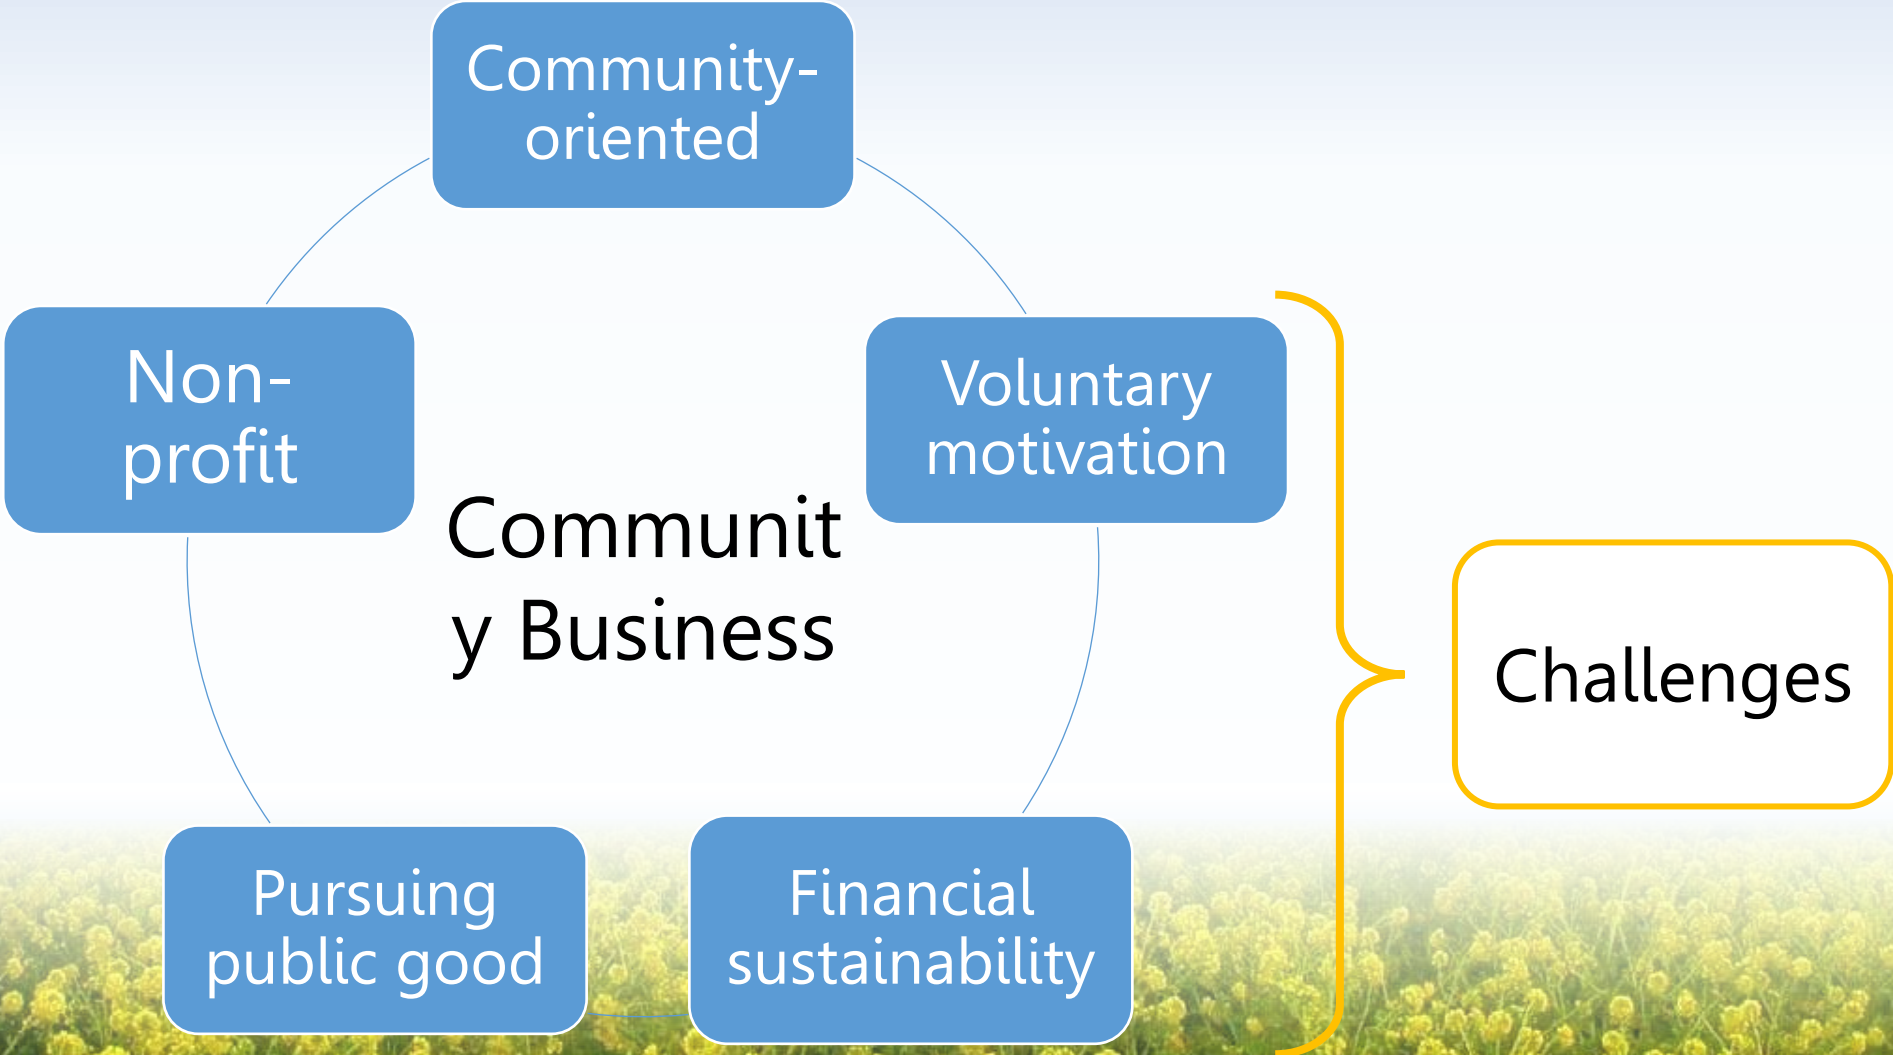 Community-
oriented
Non-
profit
Voluntary
motivation
Communit
y Business
Challenges
Pursuing
public good
Financial
sustainability